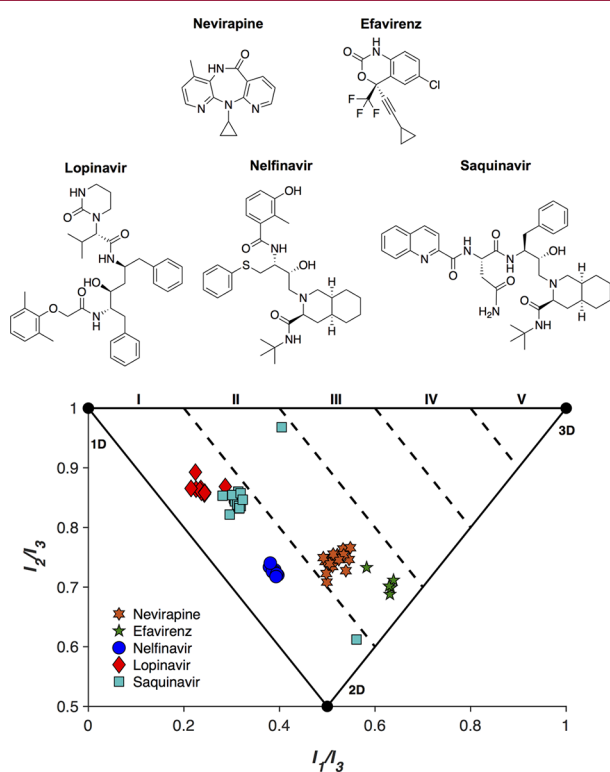 Nevirapine
Efavirenz
NH
O
N
N
N
H
N
O
O
Cl
F
F
F
Lopinavir
Nelfinavir
Saquinavir
HN
O
N
O
HN
HO
O
O
N
H
OH
O
NH
S
OH
N
O
NH
N
O
H
N
O
H
N
O
H2N
OH
N
O
NH
H
H
H
H
I II III IV V
1
1D
3D
0.9
0.8
0.7
0.6
0.5
I2/I3
Nevirapine
Efavirenz
Nelfinavir
Lopinavir
Saquinavir
2D
0 0.2 0.4 0.6 0.8 1
I1/I3